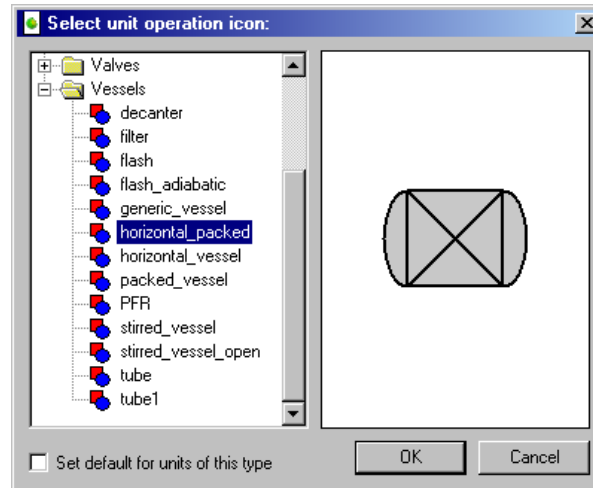 Select unit operation icon:
Valves
Vessels
decanter
filter
flash
flash_adiabatic
generic_vessel
horizontal_packed
horizontal_vessel
packed_vessel
PFR
stirred_vessel
stirred_vessel_open
tube
tube1
Set default for units of this type
OK
Cancel